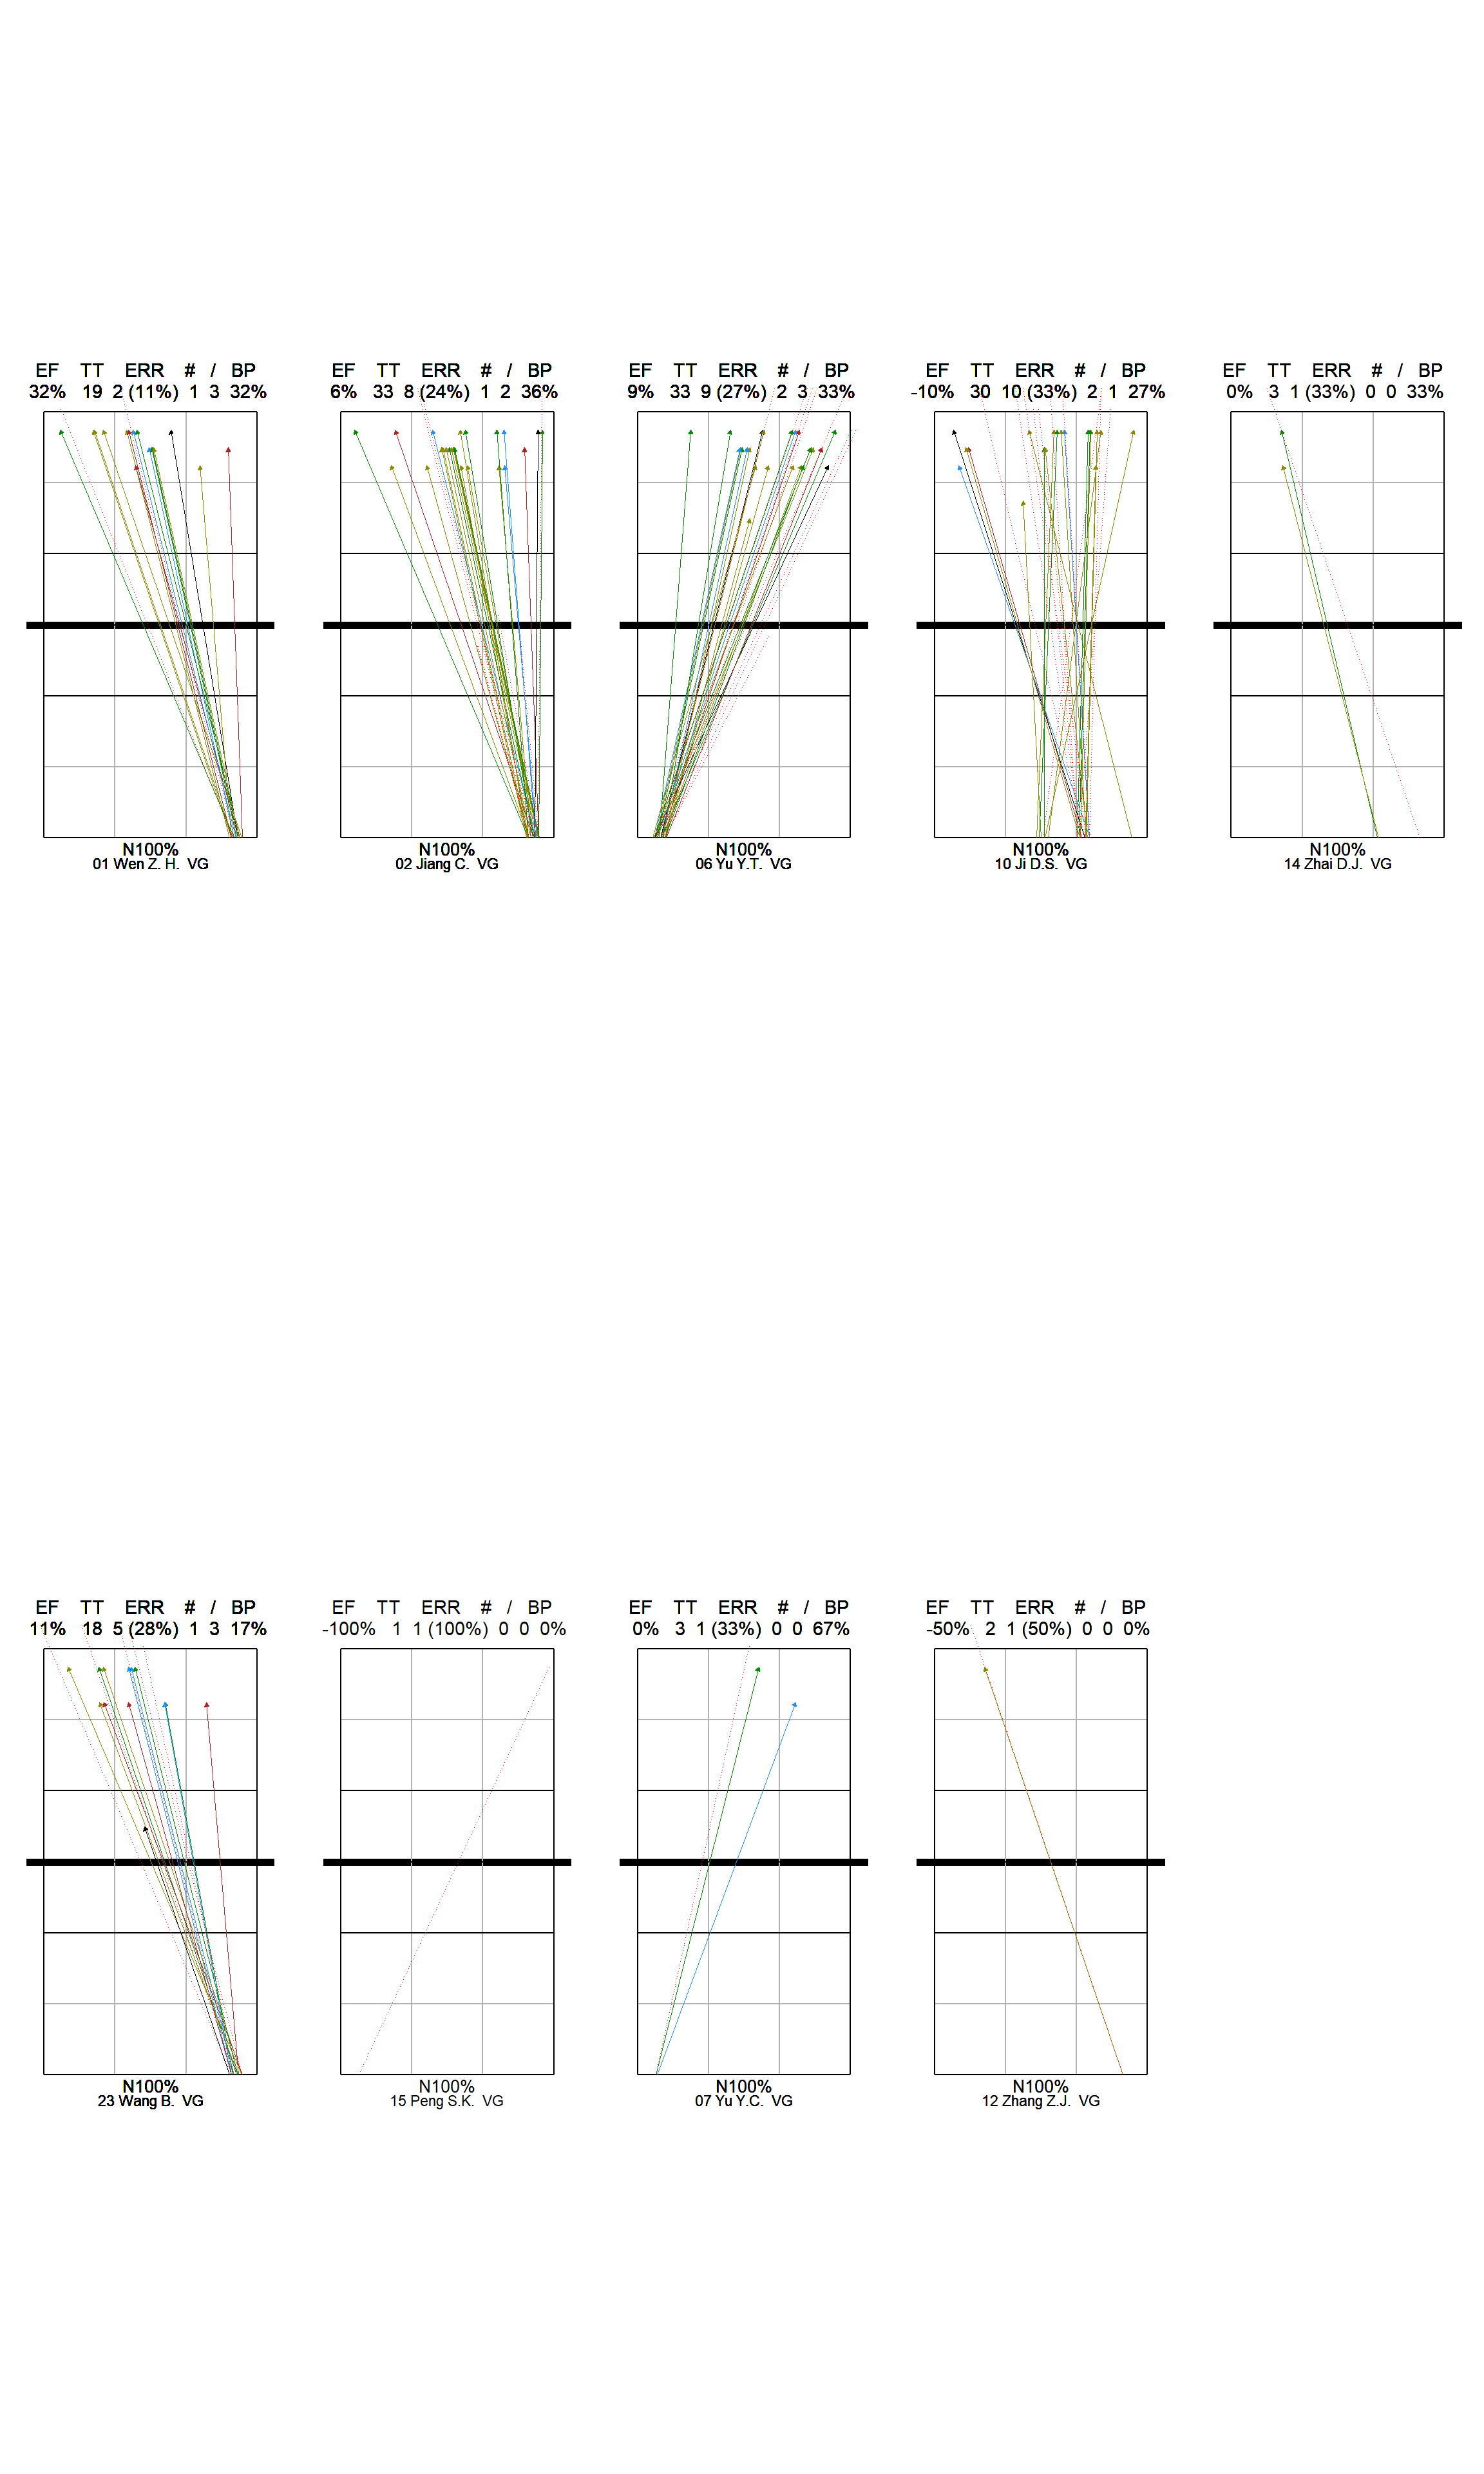 EF TT ERR # / BP EF TT ERR # / BP EF TT ERR # / BP EF TT ERR # / BP EF TT ERR # / BP
32% 19 2 (11%) 1 3 32% 6% 33 8 (24%) 1 2 36% 9% 33 9 (27%) 2 3 33% -10% 30 10 (33%) 2 1 27% 0% 3 1 (33%) 0 0 33%
N100% N100% N100% N100% N100%
01 Wen Z. H. VG 02 Jiang C. VG 06 Yu Y.T. VG 10 Ji D.S. VG 14 Zhai D.J. VG
EF TT ERR # / BP EF TT ERR # / BP EF TT ERR # / BP EF TT ERR # / BP
11% 18 5 (28%) 1 3 17% -100% 1 1 (100%) 0 0 0% 0% 3 1 (33%) 0 0 67% -50% 2 1 (50%) 0 0 0%
N100% N100% N100% N100%
23 Wang B. VG 15 Peng S.K. VG 07 Yu Y.C. VG 12 Zhang Z.J. VG